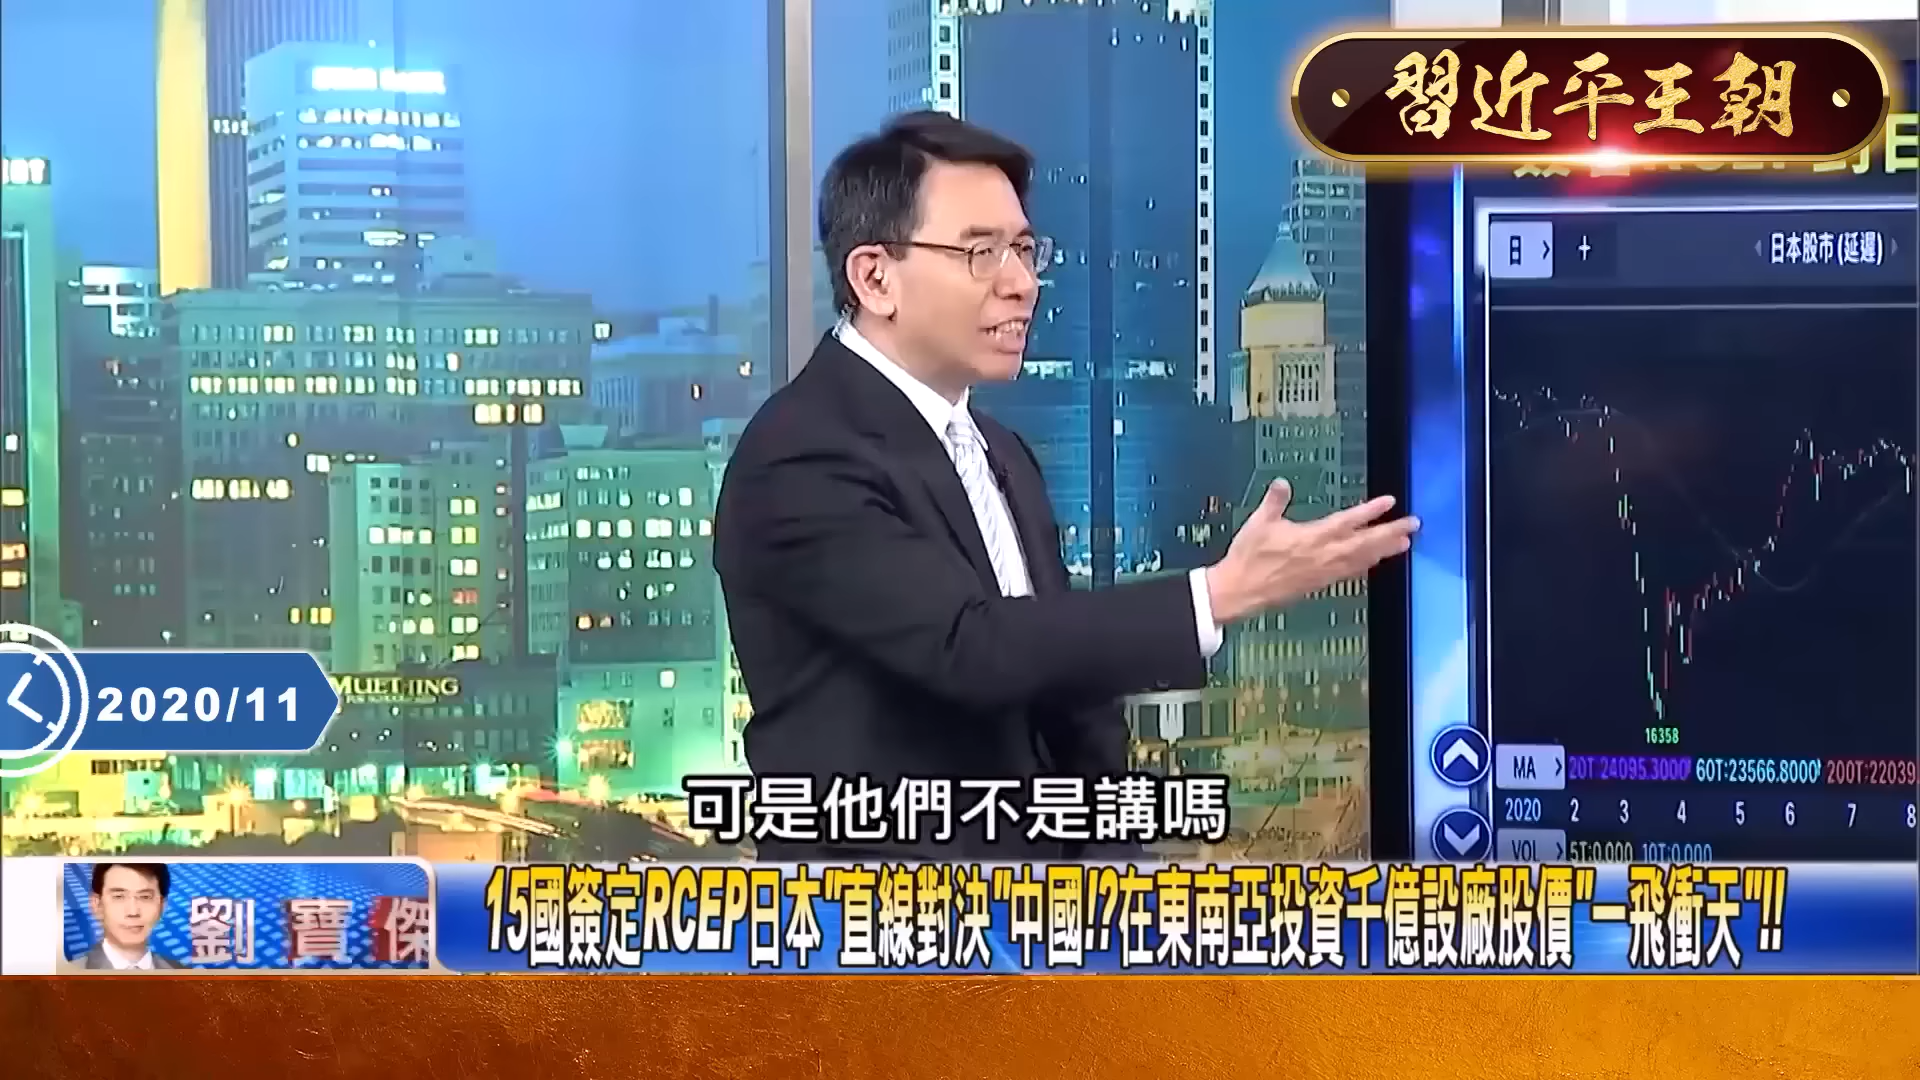 習近平王朝
日 > + 日本股市(延遲)
16358
MA > 20T:24095.3000 60T:23566.8000 200T:22039
2020 2 3 4 5 6 7 8
VOL > 5T:0.000 10T:0.000
2020/11
可是他們不是講嗎
劉寶傑
15國簽定RCEP日本"直線對決"中國!?在東南亞投資千億設廠股價"一飛衝天"!!